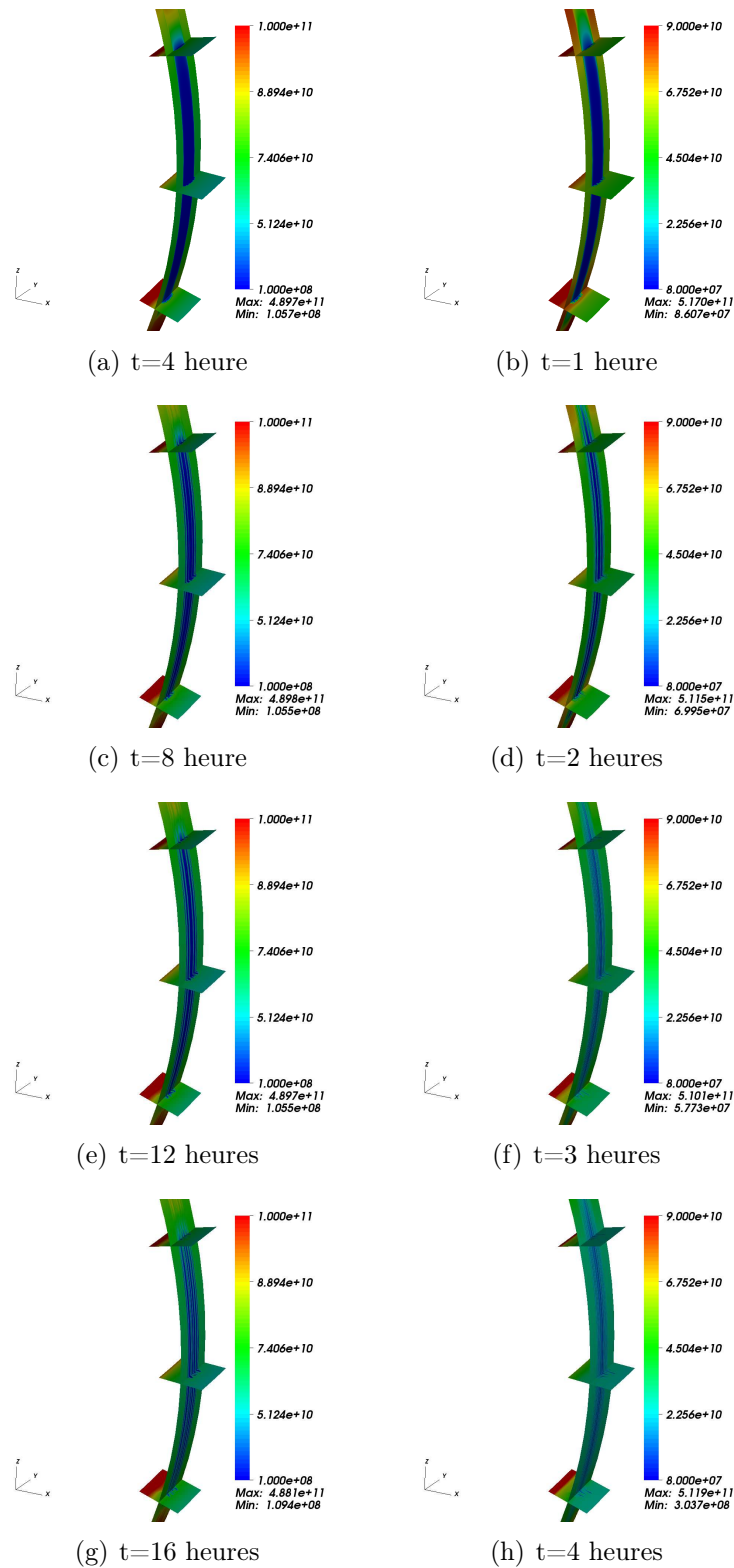 1.000e+11
8.894e+10
7.406e+10
5.124e+10
1.000e+08
Max: 4.897e+11
Min: 1.057e+08
Z
Y
X
(a) t=4 heure
9.000e+10
6.752e+10
4.504e+10
2.256e+10
8.000e+07
Max: 5.170e+11
Min: 8.607e+07
Z
Y
X
(b) t=1 heure
1.000e+11
8.894e+10
7.406e+10
5.124e+10
1.000e+08
Max: 4.898e+11
Min: 1.055e+08
Z
Y
X
(c) t=8 heure
9.000e+10
6.752e+10
4.504e+10
2.256e+10
8.000e+07
Max: 5.115e+11
Min: 6.995e+07
Z
Y
X
(d) t=2 heures
1.000e+11
8.894e+10
7.406e+10
5.124e+10
1.000e+08
Max: 4.897e+11
Min: 1.055e+08
Z
Y
X
(e) t=12 heures
9.000e+10
6.752e+10
4.504e+10
2.256e+10
8.000e+07
Max: 5.101e+11
Min: 5.773e+07
Z
Y
X
(f) t=3 heures
1.000e+11
8.894e+10
7.406e+10
5.124e+10
1.000e+08
Max: 4.881e+11
Min: 1.094e+08
Z
Y
X
(g) t=16 heures
9.000e+10
6.752e+10
4.504e+10
2.256e+10
8.000e+07
Max: 5.119e+11
Min: 3.037e+08
Z
Y
X
(h) t=4 heures